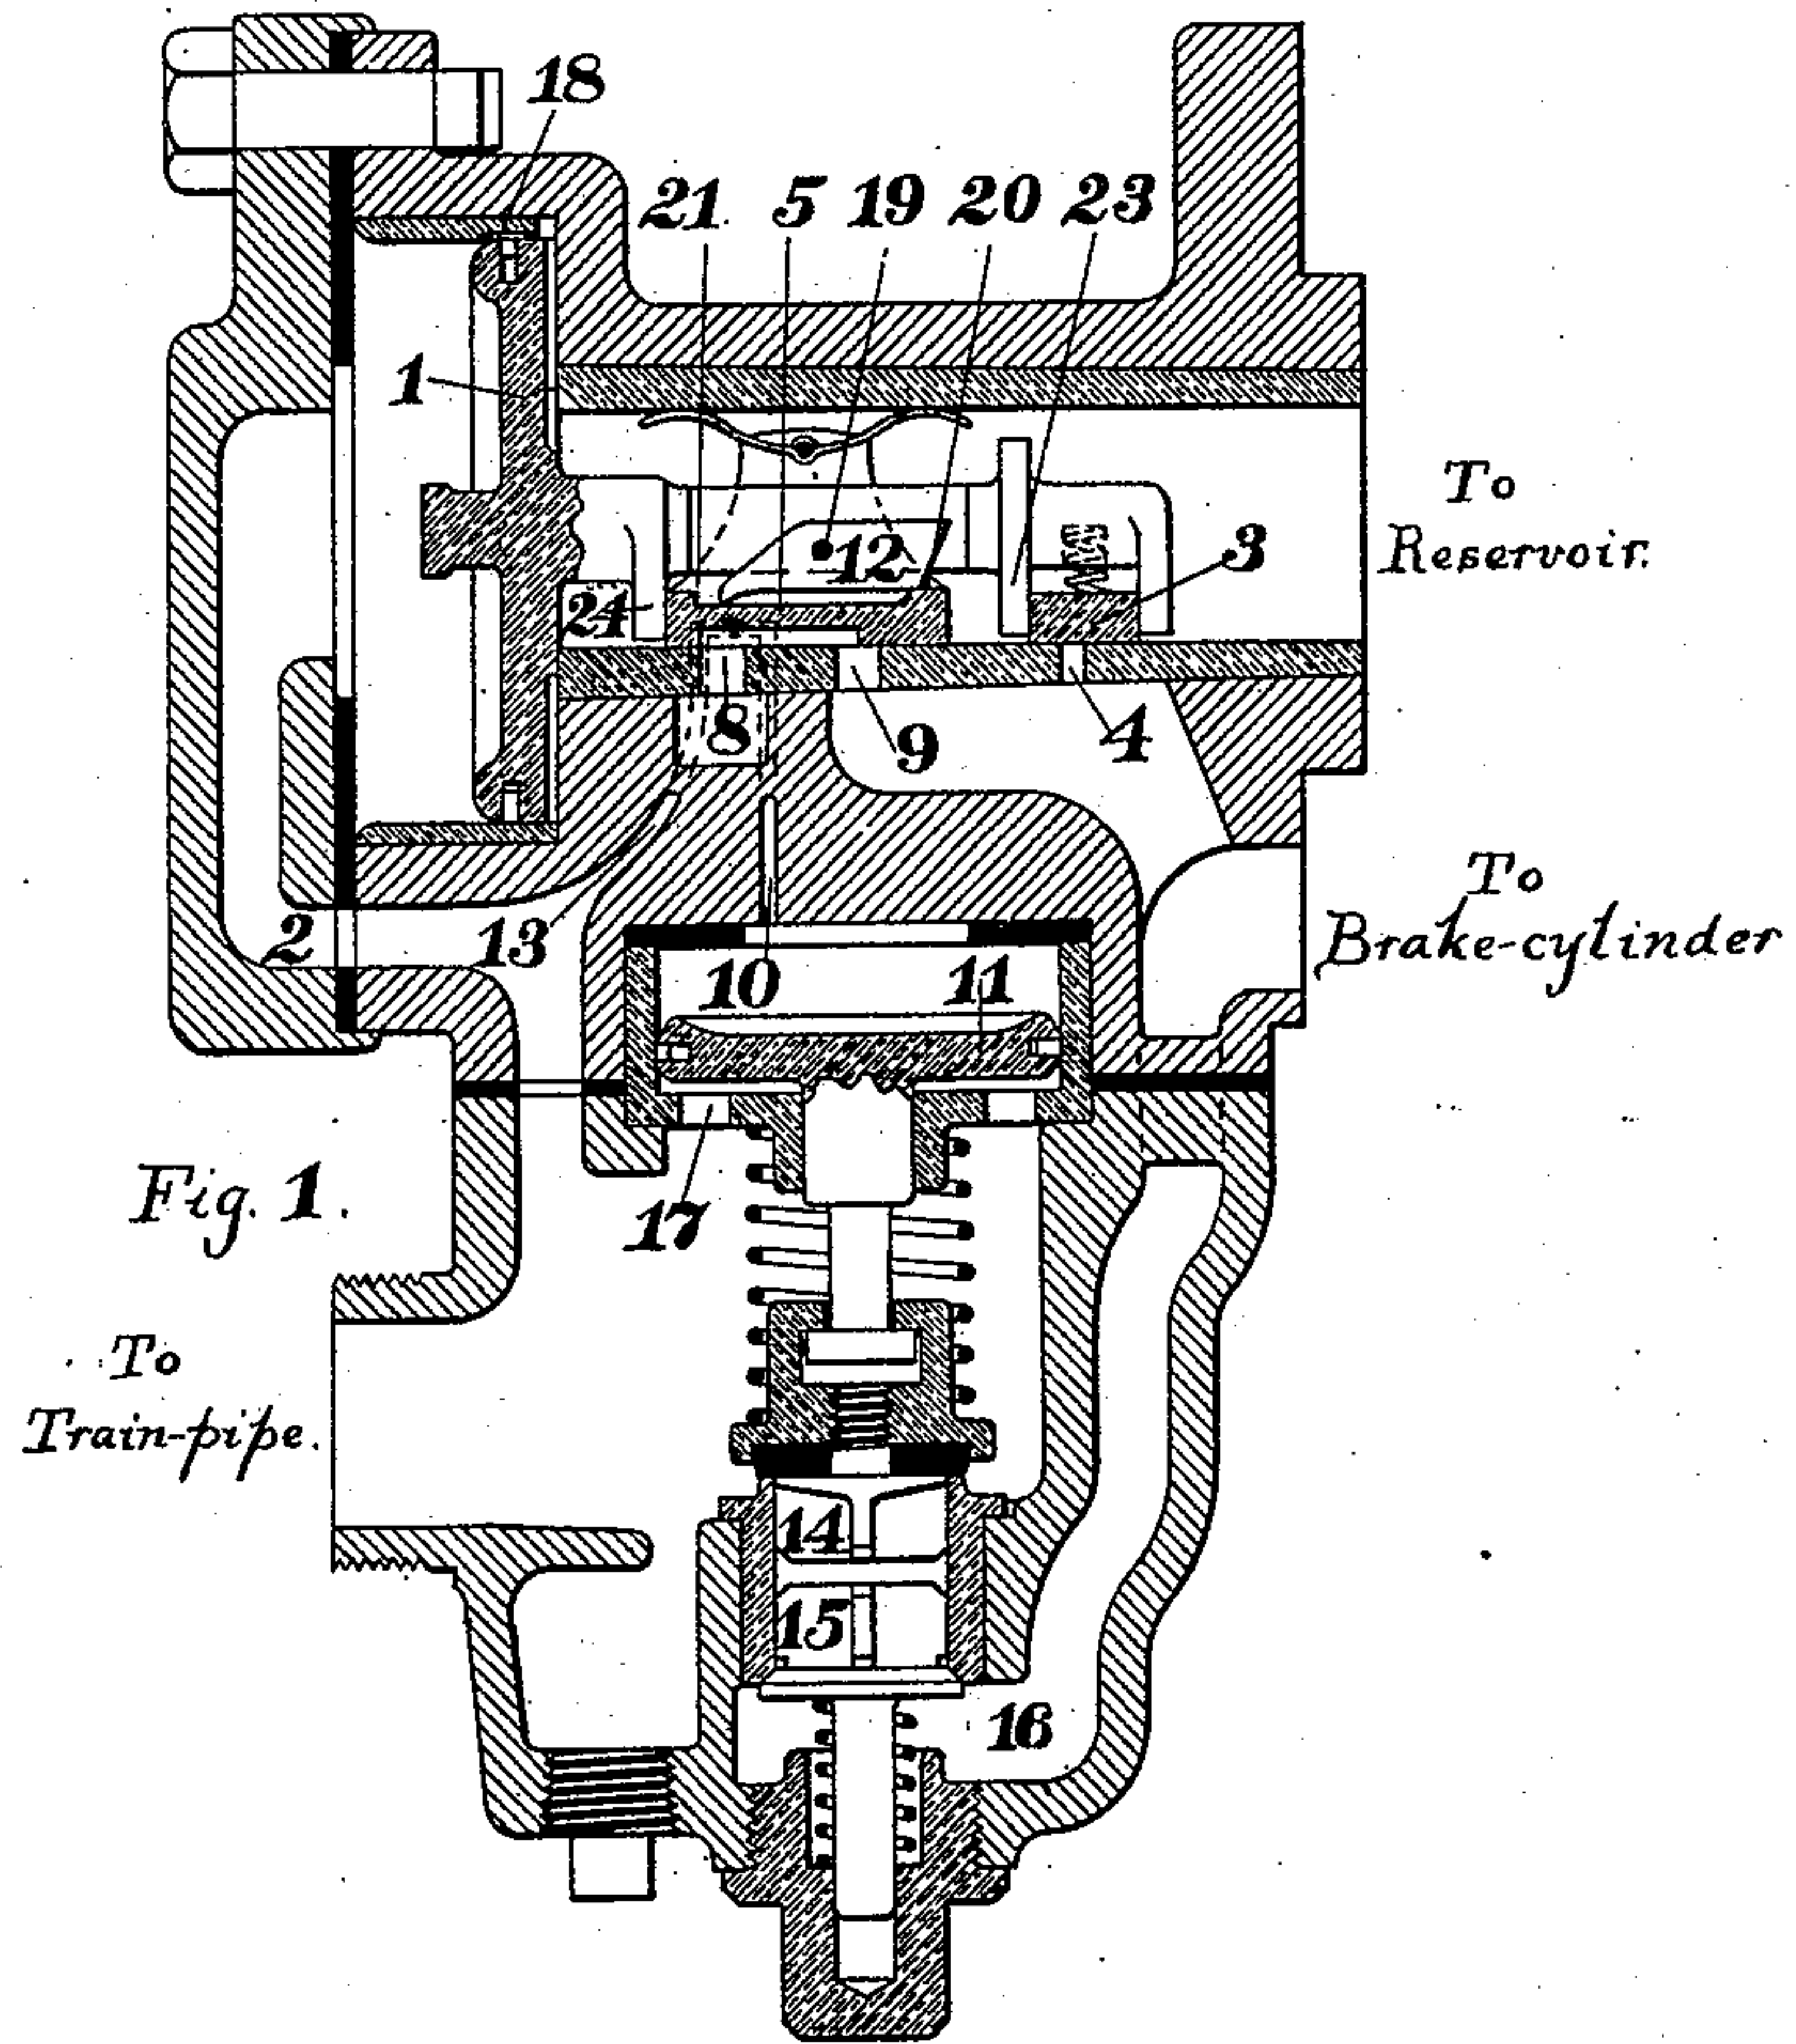 18
21 5 19 20 23
1
To
Reservoir.
12
3
24
8
9
4
2
13
To
Brake-cylinder
10
11
Fig. 1.
17
To
Train-pipe.
14
15
16